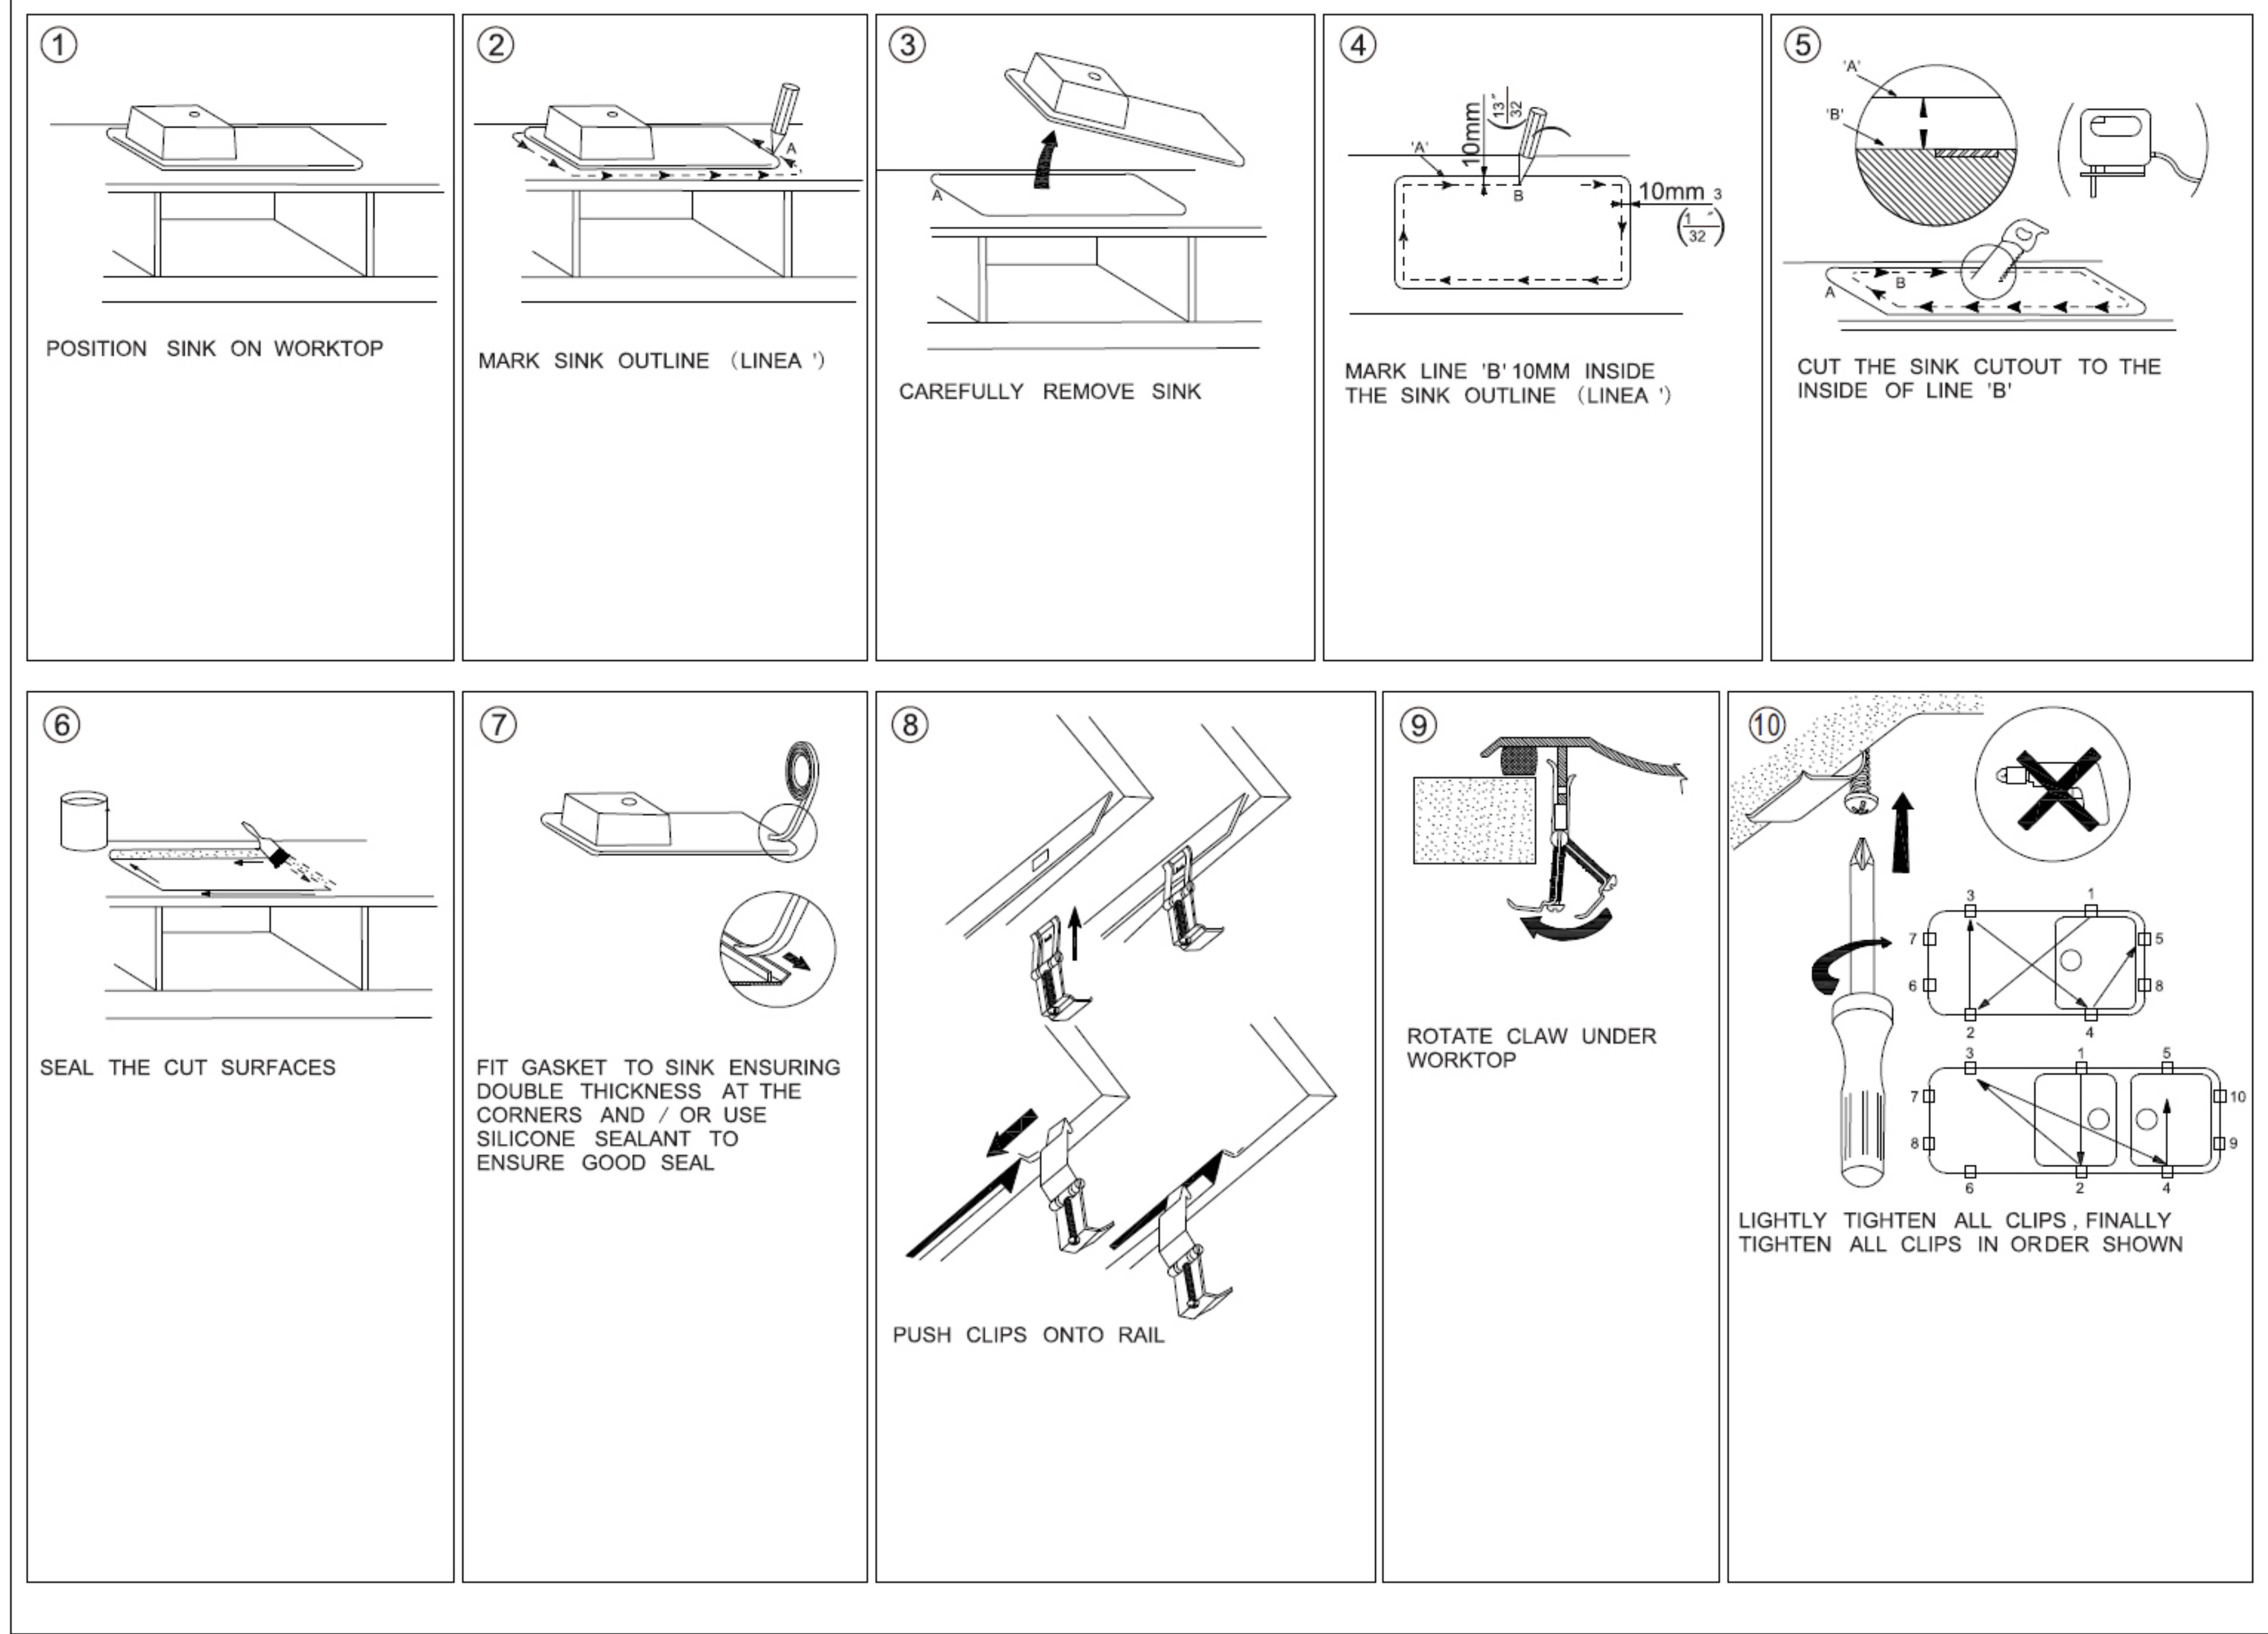 ①
POSITION SINK ON WORKTOP
②
A
MARK SINK OUTLINE (LINEA ')
③
A
CAREFULLY REMOVE SINK
④
10mm
(13"
32
'A'
B
10mm 3
(1 "
32)
MARK LINE 'B' 10MM INSIDE
THE SINK OUTLINE (LINEA ')
⑤
'A'
'B'
B
A
CUT THE SINK CUTOUT TO THE
INSIDE OF LINE 'B'
⑥
SEAL THE CUT SURFACES
⑦
FIT GASKET TO SINK ENSURING
DOUBLE THICKNESS AT THE
CORNERS AND / OR USE
SILICONE SEALANT TO
ENSURE GOOD SEAL
⑧
PUSH CLIPS ONTO RAIL
⑨
ROTATE CLAW UNDER
WORKTOP
⑩
3 1
7 5
6 8
2 4
3 1 5
7 10
8 9
6 2 4
LIGHTLY TIGHTEN ALL CLIPS , FINALLY
TIGHTEN ALL CLIPS IN ORDER SHOWN